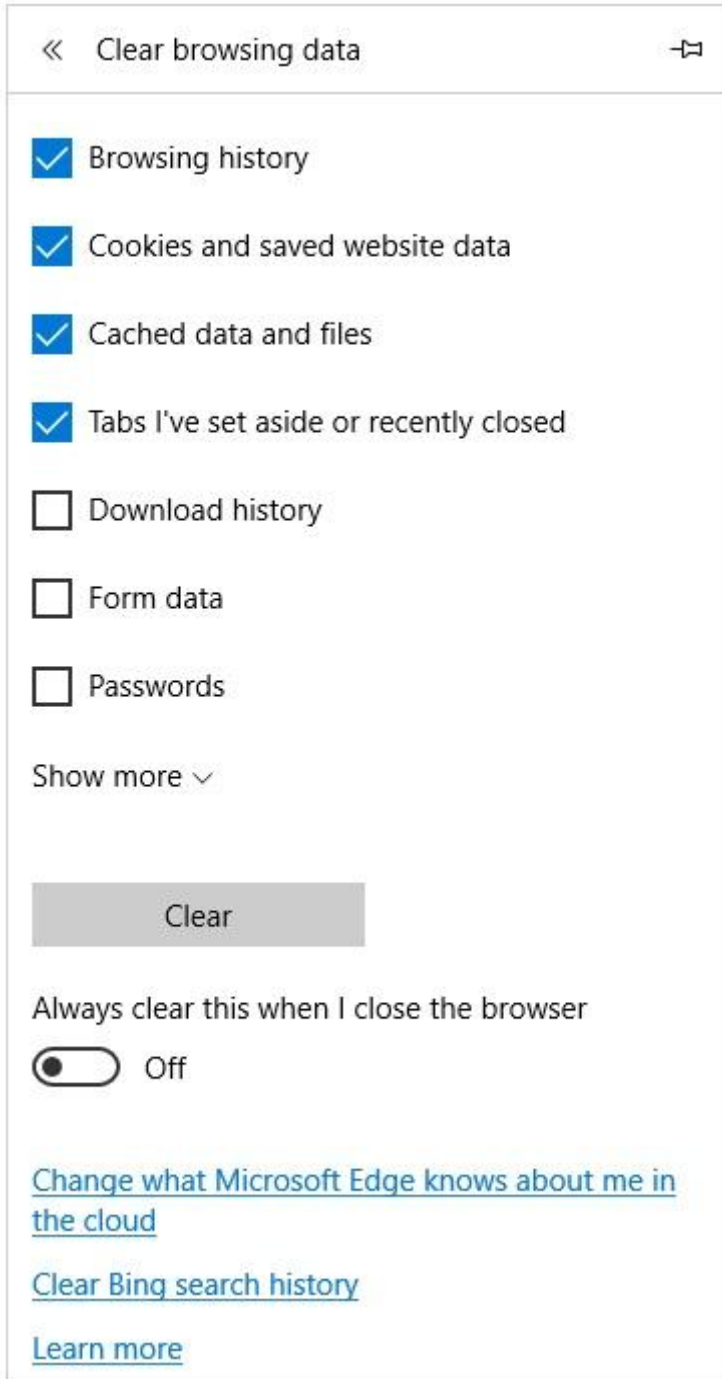 Clear browsing data
Browsing history
Cookies and saved website data
Cached data and files
Tabs I've set aside or recently closed
Download history
Form data
Passwords
Show more
Clear
Always clear this when I close the browser
Off
Change what Microsoft Edge knows about me in
the cloud
Clear Bing search history
Learn more